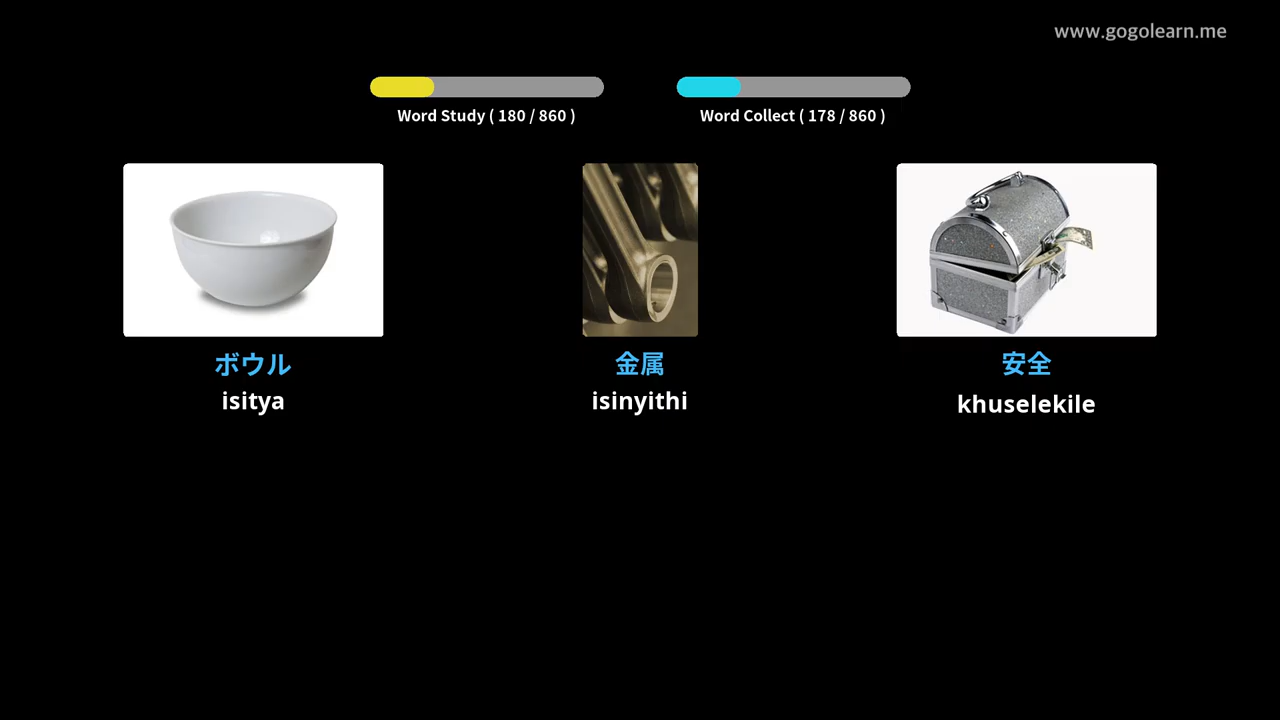 www.gogolearn.me
Word Study ( 180 / 860 )
Word Collect ( 178 / 860 )
ボウル
isitya
金属
isinyithi
安全
khuselekile